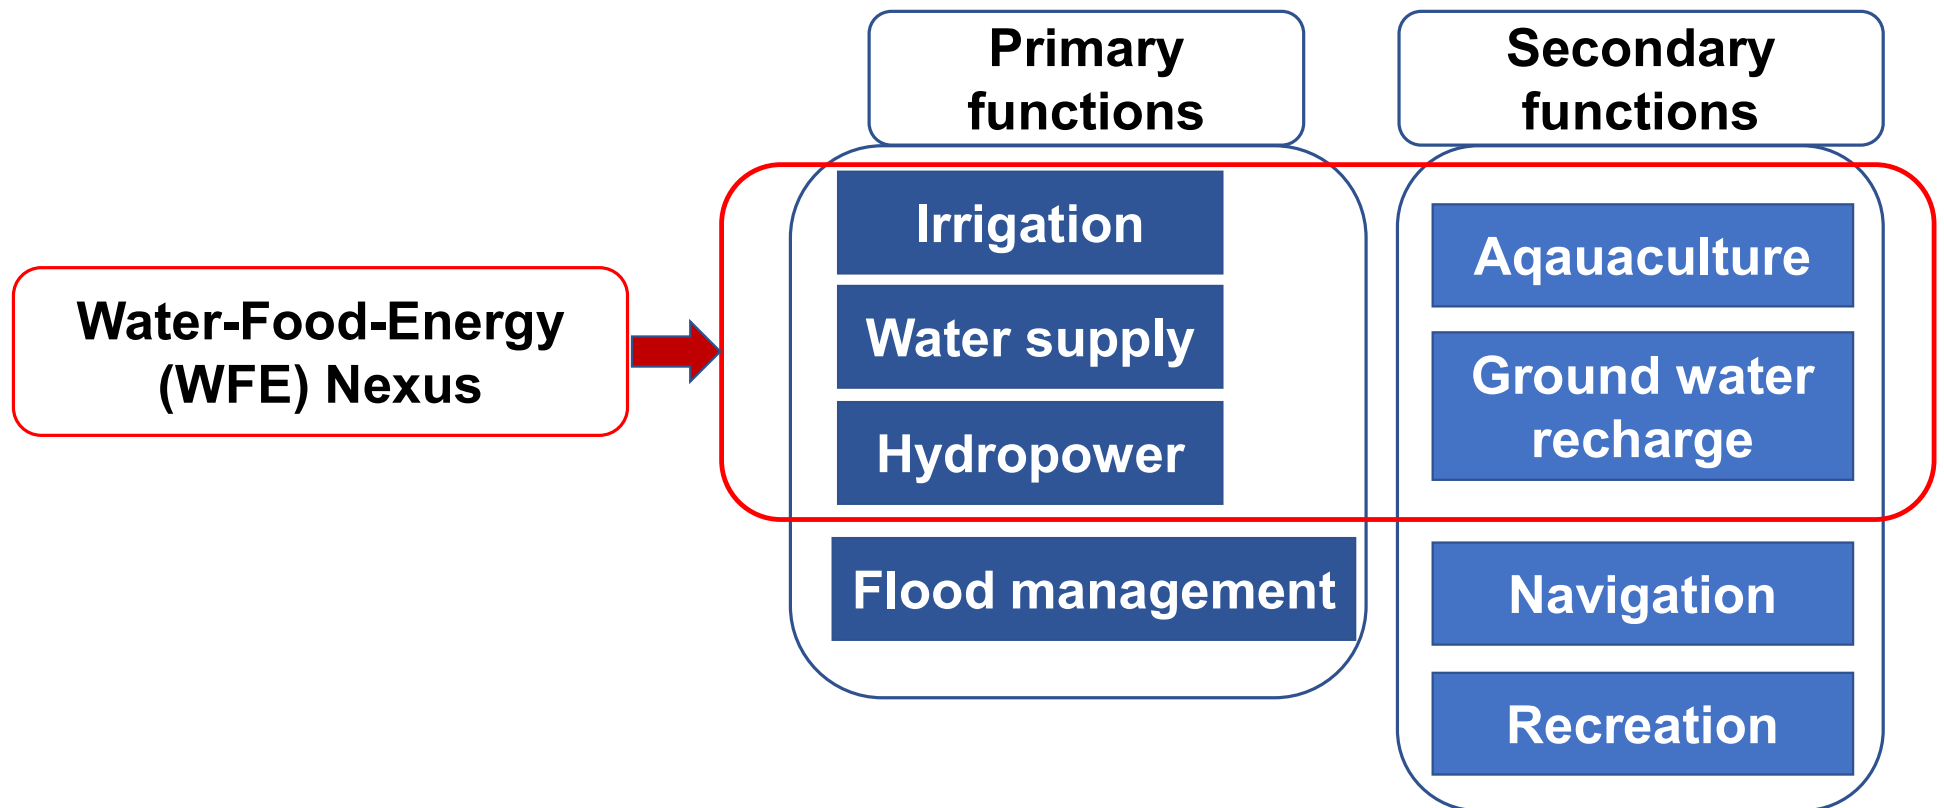 Primary
functions
Secondary
functions
Water-Food-Energy
(WFE) Nexus
Irrigation
Water supply
Hydropower
Flood management
Aqauaculture
Ground water
recharge
Navigation
Recreation